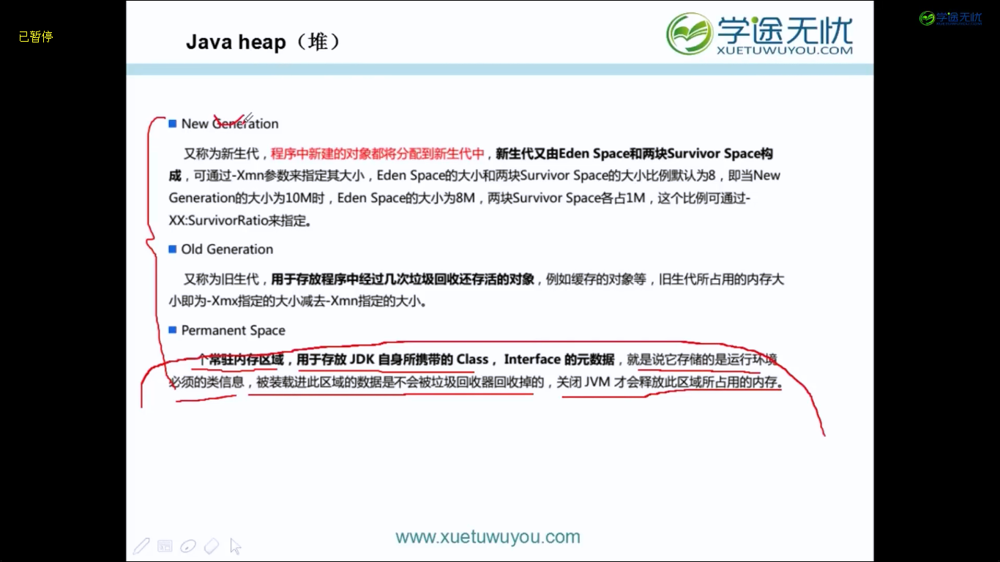 已暂停
Java heap（堆）
学途无忧
XUETUWUYOU.COM
学途无忧
XUETUWUYOU.COM
New Generation
又称为新生代，程序中新建的对象都将分配到新生代中，新生代又由Eden Space和两块Survivor Space构
成，可通过-Xmn参数来指定其大小，Eden Space的大小和两块Survivor Space的大小比例默认为8，即当New
Generation的大小为10M时，Eden Space的大小为8M，两块Survivor Space各占1M，这个比例可通过-
XX:SurvivorRatio来指定。
Old Generation
又称为旧生代，用于存放程序中经过几次垃圾回收还存活的对象，例如缓存的对象等，旧生代所占用的内存大
小即为-Xmx指定的大小减去-Xmn指定的大小。
Permanent Space
个常驻内存区域，用于存放 JDK 自身所携带的 Class，Interface 的元数据，就是说它存储的是运行环境
必须的类信息，被装载进此区域的数据是不会被垃圾回收器回收掉的，关闭 JVM 才会释放此区域所占用的内存。
www.xuetuwuyou.com